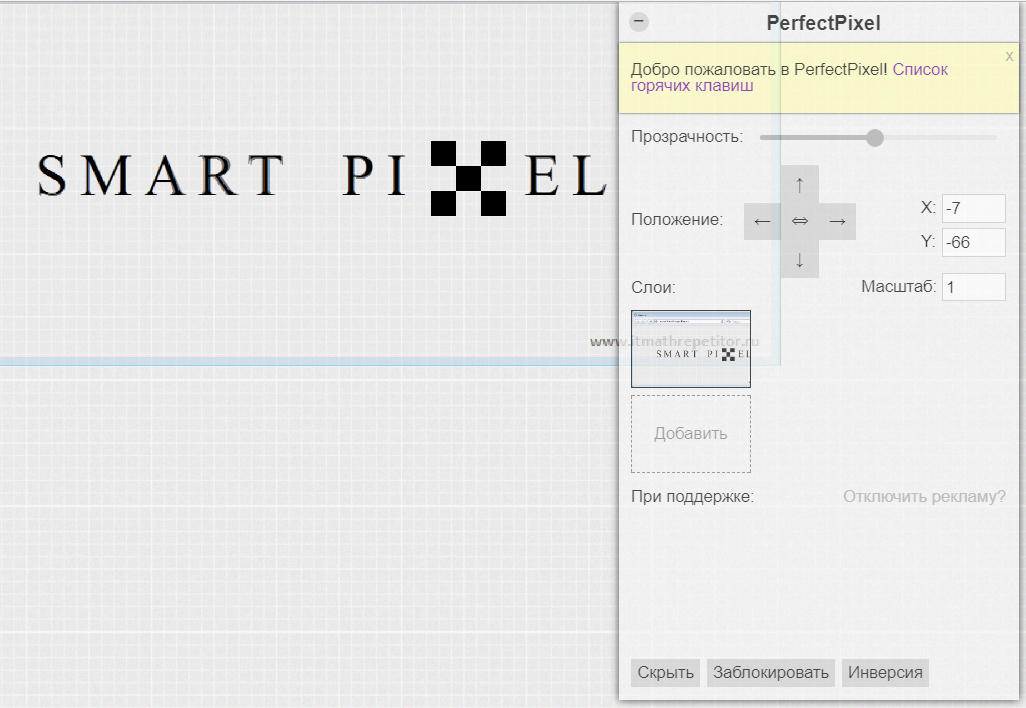 PerfectPixel
x
Добро пожаловать в PerfectPixel! Список
горячих клавиш
Прозрачность:
SMART PI EL
Положение:
X: -7
Y: -66
Слои:
Масштаб: 1
www.itmathrepetitor.ru
SMART PI EL
Добавить
При поддержке:
Отключить рекламу?
Скрыть Заблокировать Инверсия